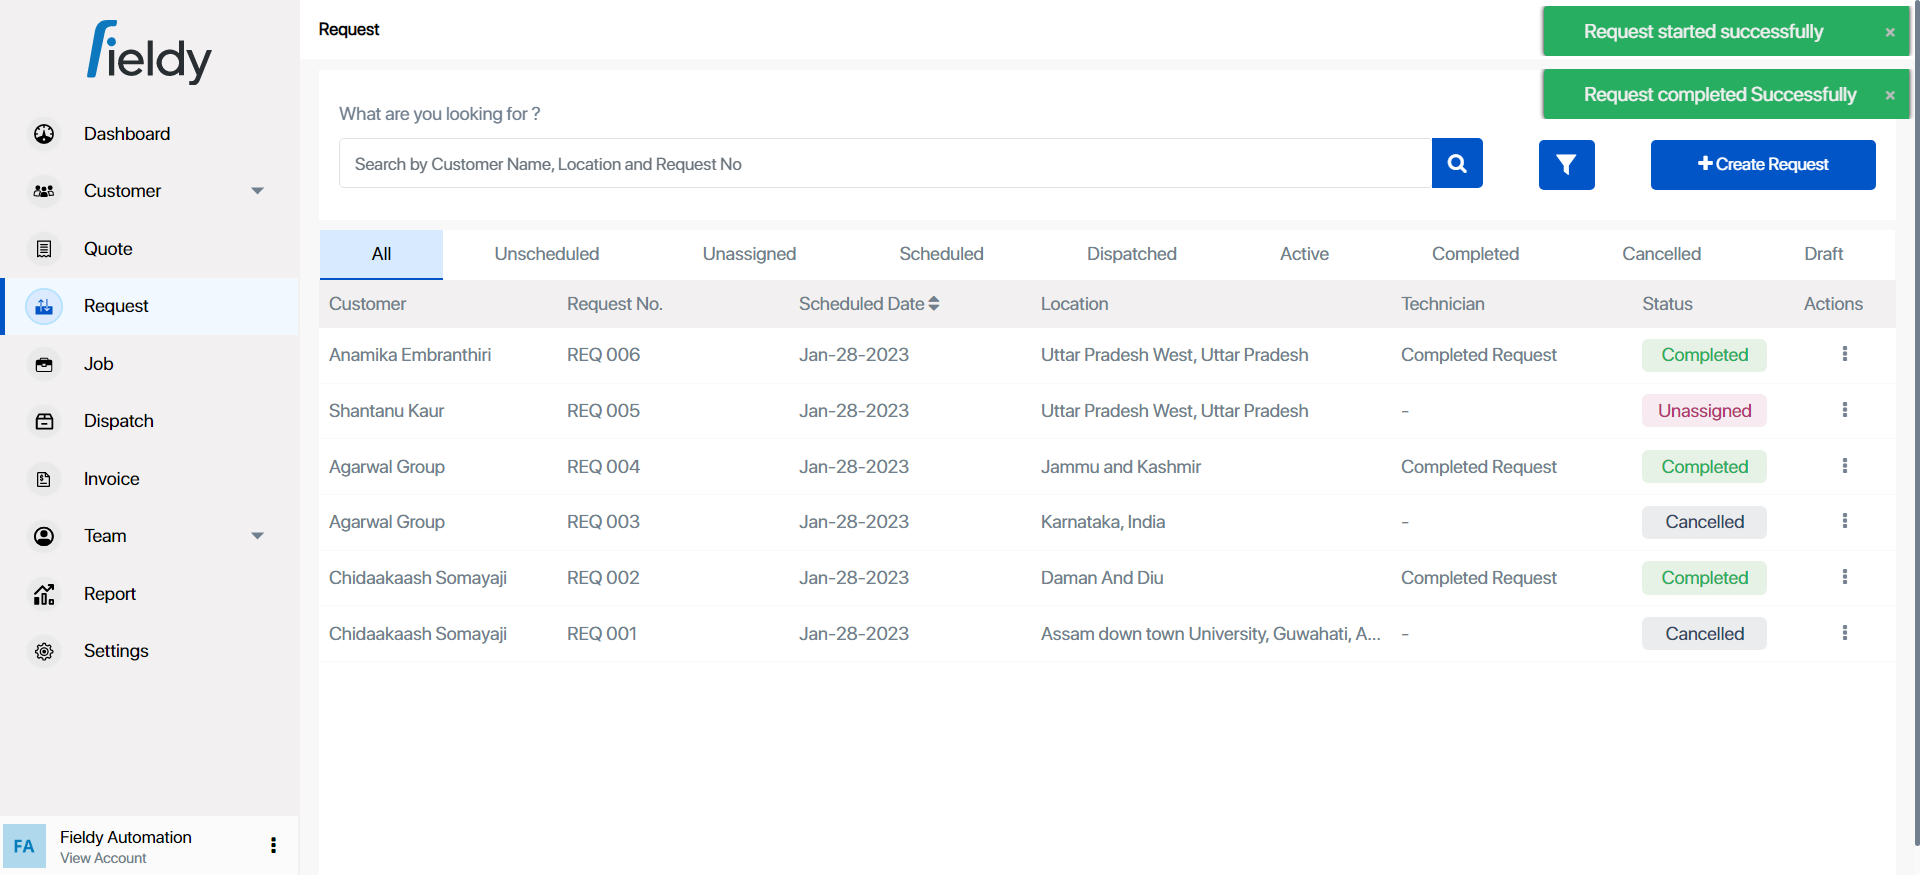 fieldy
Dashboard
Customer
Quote
Request
Job
Dispatch
Invoice
Team
Report
Settings
FA
Fieldy Automation
View Account
Request
Request started successfully ×
Request completed Successfully ×
What are you looking for ?
Search by Customer Name, Location and Request No
Create Request
All Unscheduled Unassigned Scheduled Dispatched Active Completed Cancelled Draft
Customer Request No. Scheduled Date Location Technician Status Actions
Anamika Embranthiri REQ 006 Jan-28-2023 Uttar Pradesh West, Uttar Pradesh Completed Request Completed
Shantanu Kaur REQ 005 Jan-28-2023 Uttar Pradesh West, Uttar Pradesh - Unassigned
Agarwal Group REQ 004 Jan-28-2023 Jammu and Kashmir Completed Request Completed
Agarwal Group REQ 003 Jan-28-2023 Karnataka, India - Cancelled
Chidaakaash Somayaji REQ 002 Jan-28-2023 Daman And Diu Completed Request Completed
Chidaakaash Somayaji REQ 001 Jan-28-2023 Assam down town University, Guwahati, A... - Cancelled